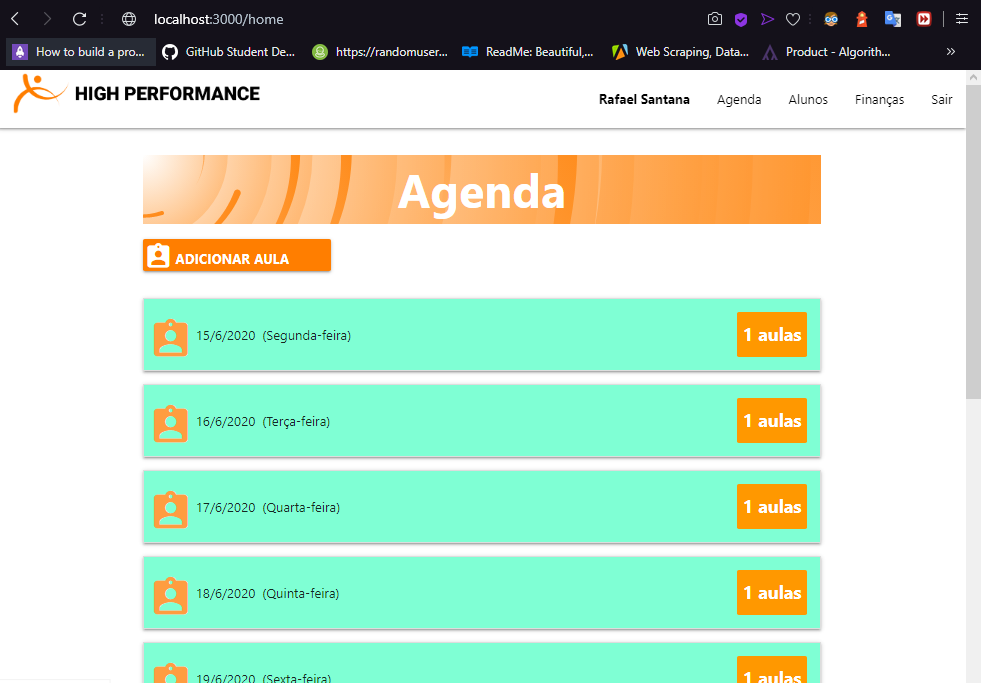 localhost:3000/home
How to build a pro... GitHub Student De... https://randomuser... ReadMe: Beautiful,... Web Scraping, Data... Product - Algorith...
HIGH PERFORMANCE Rafael Santana Agenda Alunos Finanças Sair
Agenda
ADICIONAR AULA
15/6/2020 (Segunda-feira) 1 aulas
16/6/2020 (Terça-feira) 1 aulas
17/6/2020 (Quarta-feira) 1 aulas
18/6/2020 (Quinta-feira) 1 aulas
19/6/2020 (Sexta-feira) 1 aulas